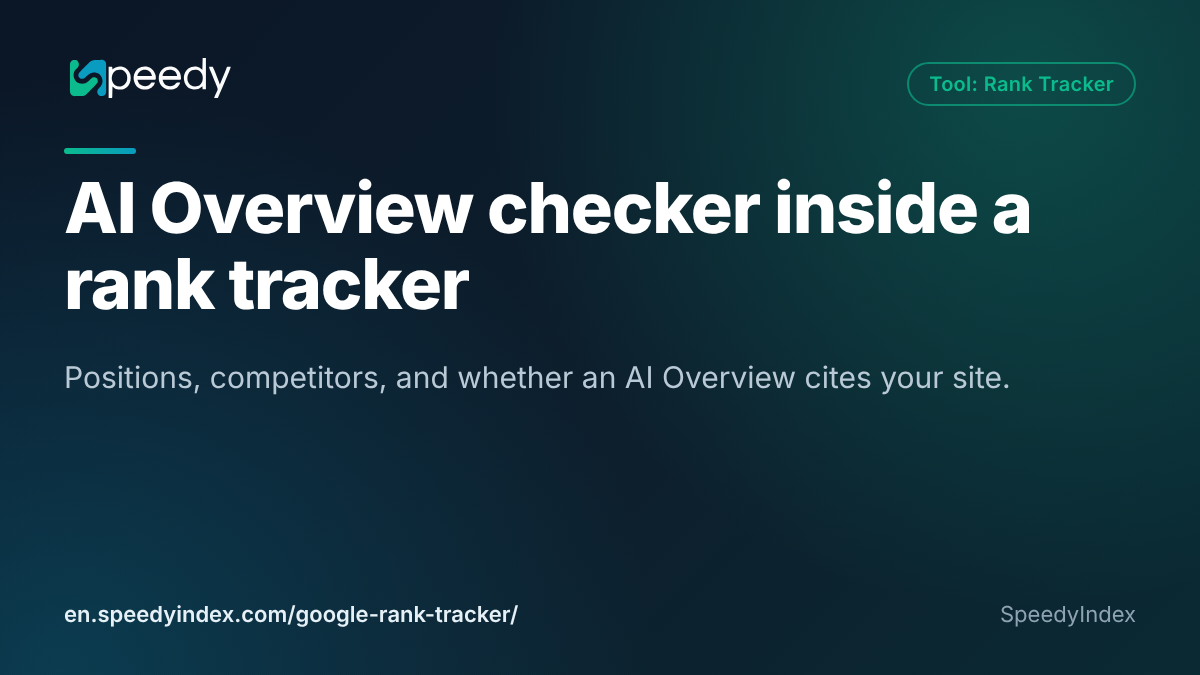 Speedy
Tool: Rank Tracker
AI Overview checker inside a
rank tracker
Positions, competitors, and whether an AI Overview cites your site.
en.speedyindex.com/google-rank-tracker/
SpeedyIndex